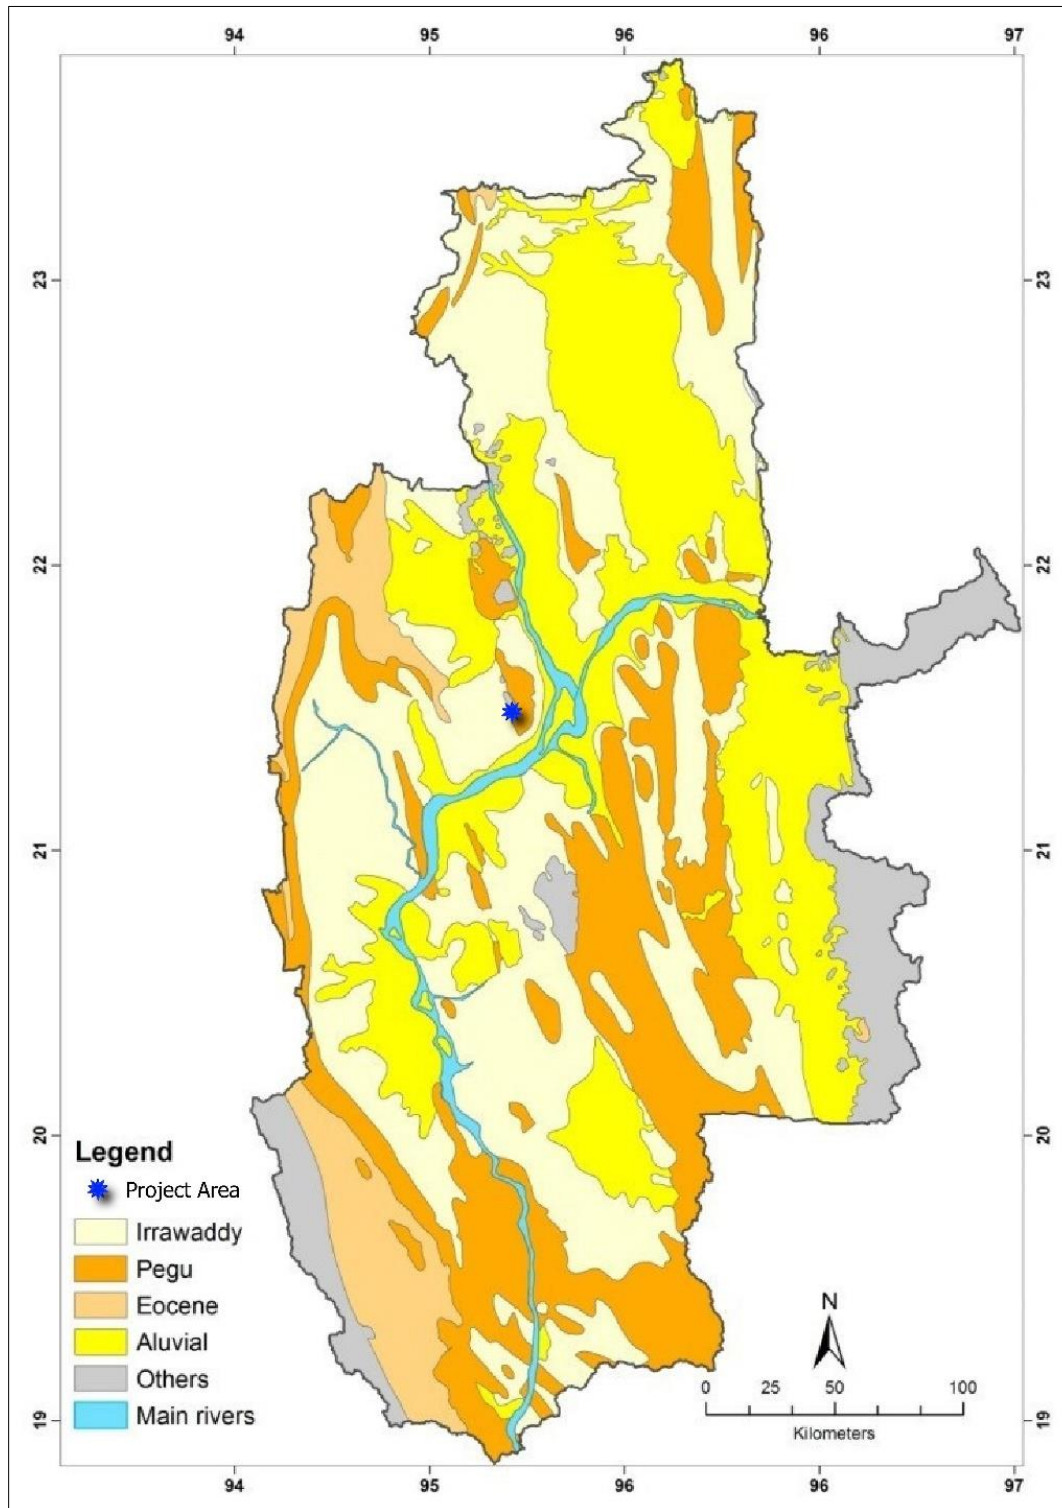 94 95 96 96 97
23 23
22 22
21 21
20 20
19 19
Legend
Project Area
Irrawaddy
Pegu
Eocene
Aluvial
Others
Main rivers
N
0 25 50 100
Kilometers
94 95 96 96 97